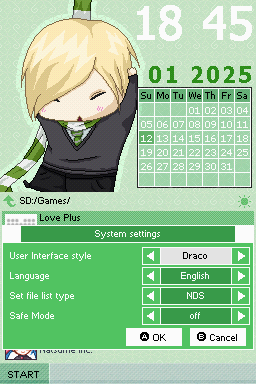 18 45
01 2025
Su Mo Tu We Th Fr Sa
01 02 03 04
05 06 07 08 09 10 11
12 13 14 15 16 17 18
19 20 21 22 23 24 25
26 27 28 29 30 31
SD:/Games/
Love Plus
System settings
User Interface style Draco
Language English
Set file list type NDS
Safe Mode off
A OK B Cancel
Natsume Inc.
START